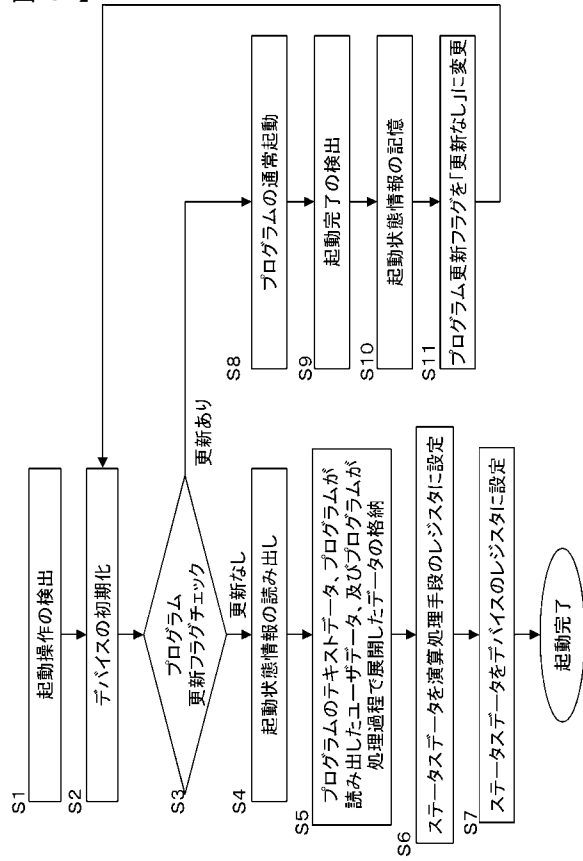 S1
起動操作の検出
S2
デバイスの初期化
S3
プログラム
更新フラグチェック
更新あり
更新なし
S4
起動状態情報の読み出し
S5
プログラムのテキストデータ、プログラムが
読み出したユーザデータ、及びプログラムが
処理過程で展開したデータの格納
S6
ステータスデータを演算処理手段のレジスタに設定
S7
ステータスデータをデバイスのレジスタに設定
起動完了
S8
プログラムの通常起動
S9
起動完了の検出
S10
起動状態情報の記憶
S11
プログラム更新フラグを「更新なし」に変更